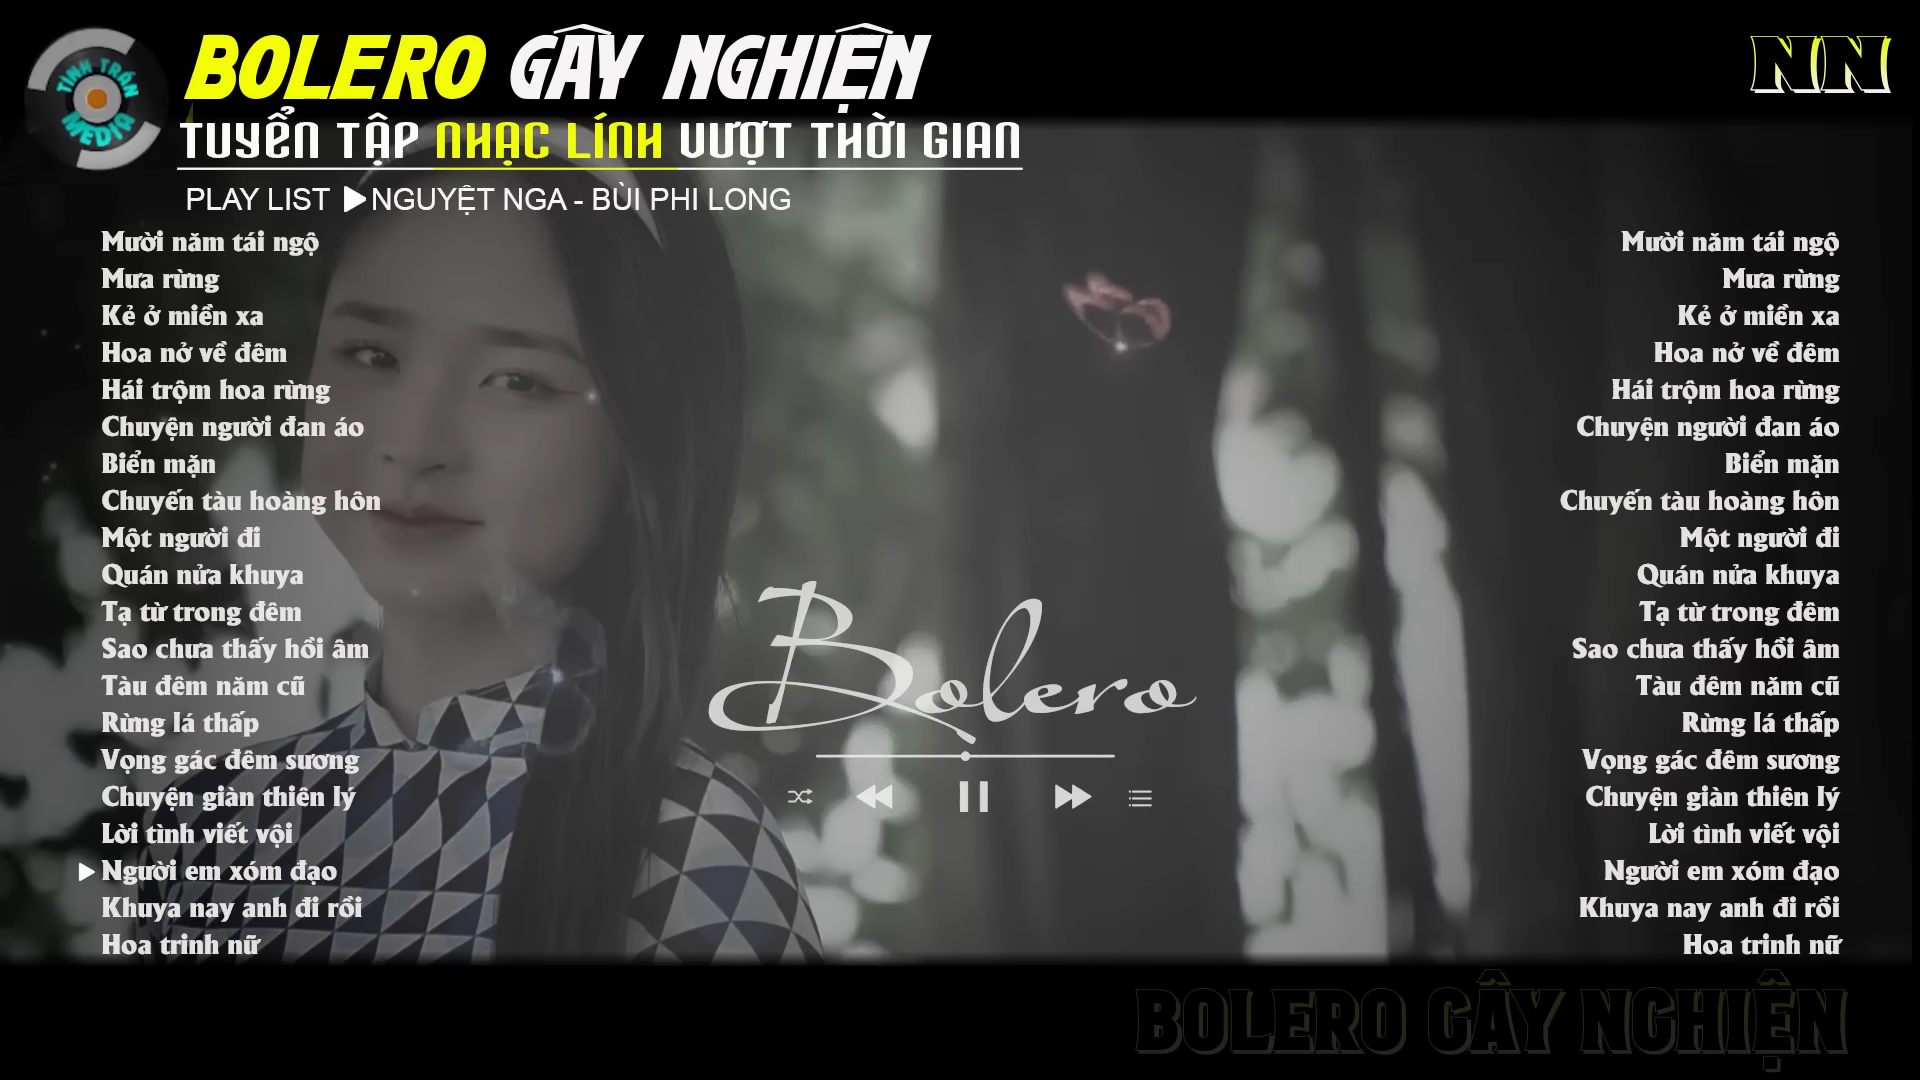 TÌNH TRẦN
MEDIA
BOLERO GÂY NGHIỆN
NN
TUYỂN TẬP NHẠC LÍNH VƯỢT THỜI GIAN
PLAY LIST NGUYỆT NGA - BÙI PHI LONG
Mười năm tái ngộ
Mưa rừng
Kẻ ở miền xa
Hoa nở về đêm
Hái trộm hoa rừng
Chuyện người đan áo
Biển mặn
Chuyến tàu hoàng hôn
Một người đi
Quán nửa khuya
Tạ từ trong đêm
Sao chưa thấy hồi âm
Tàu đêm năm cũ
Rừng lá thấp
Vọng gác đêm sương
Chuyện giàn thiên lý
Lời tình viết vội
Người em xóm đạo
Khuya nay anh đi rồi
Hoa trinh nữ
Bolero
Mười năm tái ngộ
Mưa rừng
Kẻ ở miền xa
Hoa nở về đêm
Hái trộm hoa rừng
Chuyện người đan áo
Biển mặn
Chuyến tàu hoàng hôn
Một người đi
Quán nửa khuya
Tạ từ trong đêm
Sao chưa thấy hồi âm
Tàu đêm năm cũ
Rừng lá thấp
Vọng gác đêm sương
Chuyện giàn thiên lý
Lời tình viết vội
Người em xóm đạo
Khuya nay anh đi rồi
Hoa trinh nữ
BOLERO GÂY NGHIỆN